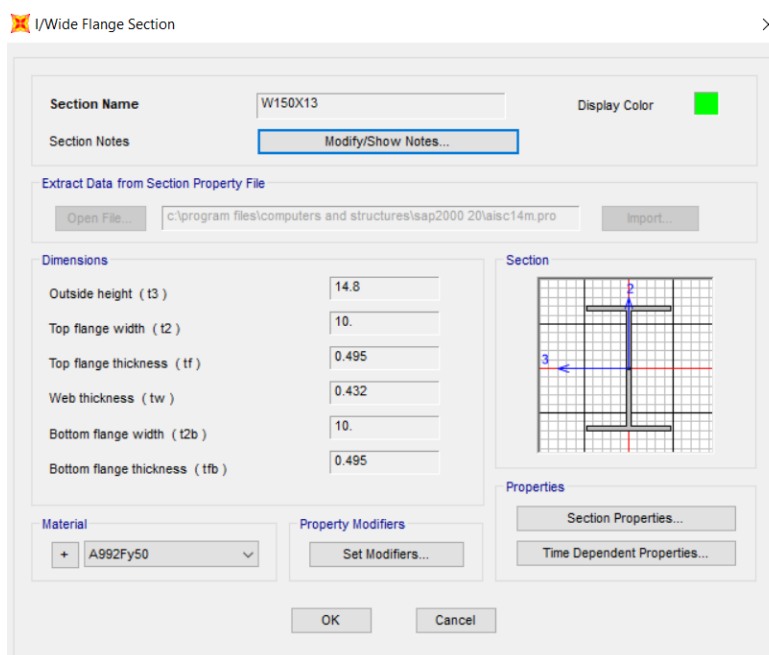 I/Wide Flange Section
Section Name W150X13 Display Color
Section Notes Modify/Show Notes...
Extract Data from Section Property File
Open File... c:\program files\computers and structures\sap2000 20\aisc14m.pro Import...
Dimensions
Outside height ( t3 ) 14.8
Top flange width ( t2 ) 10.
Top flange thickness ( tf ) 0.495
Web thickness ( tw ) 0.432
Bottom flange width ( t2b ) 10.
Bottom flange thickness ( tfb ) 0.495
Section
2
3
Properties
Section Properties...
Time Dependent Properties...
Material
+ A992Fy50
Property Modifiers
Set Modifiers...
OK Cancel